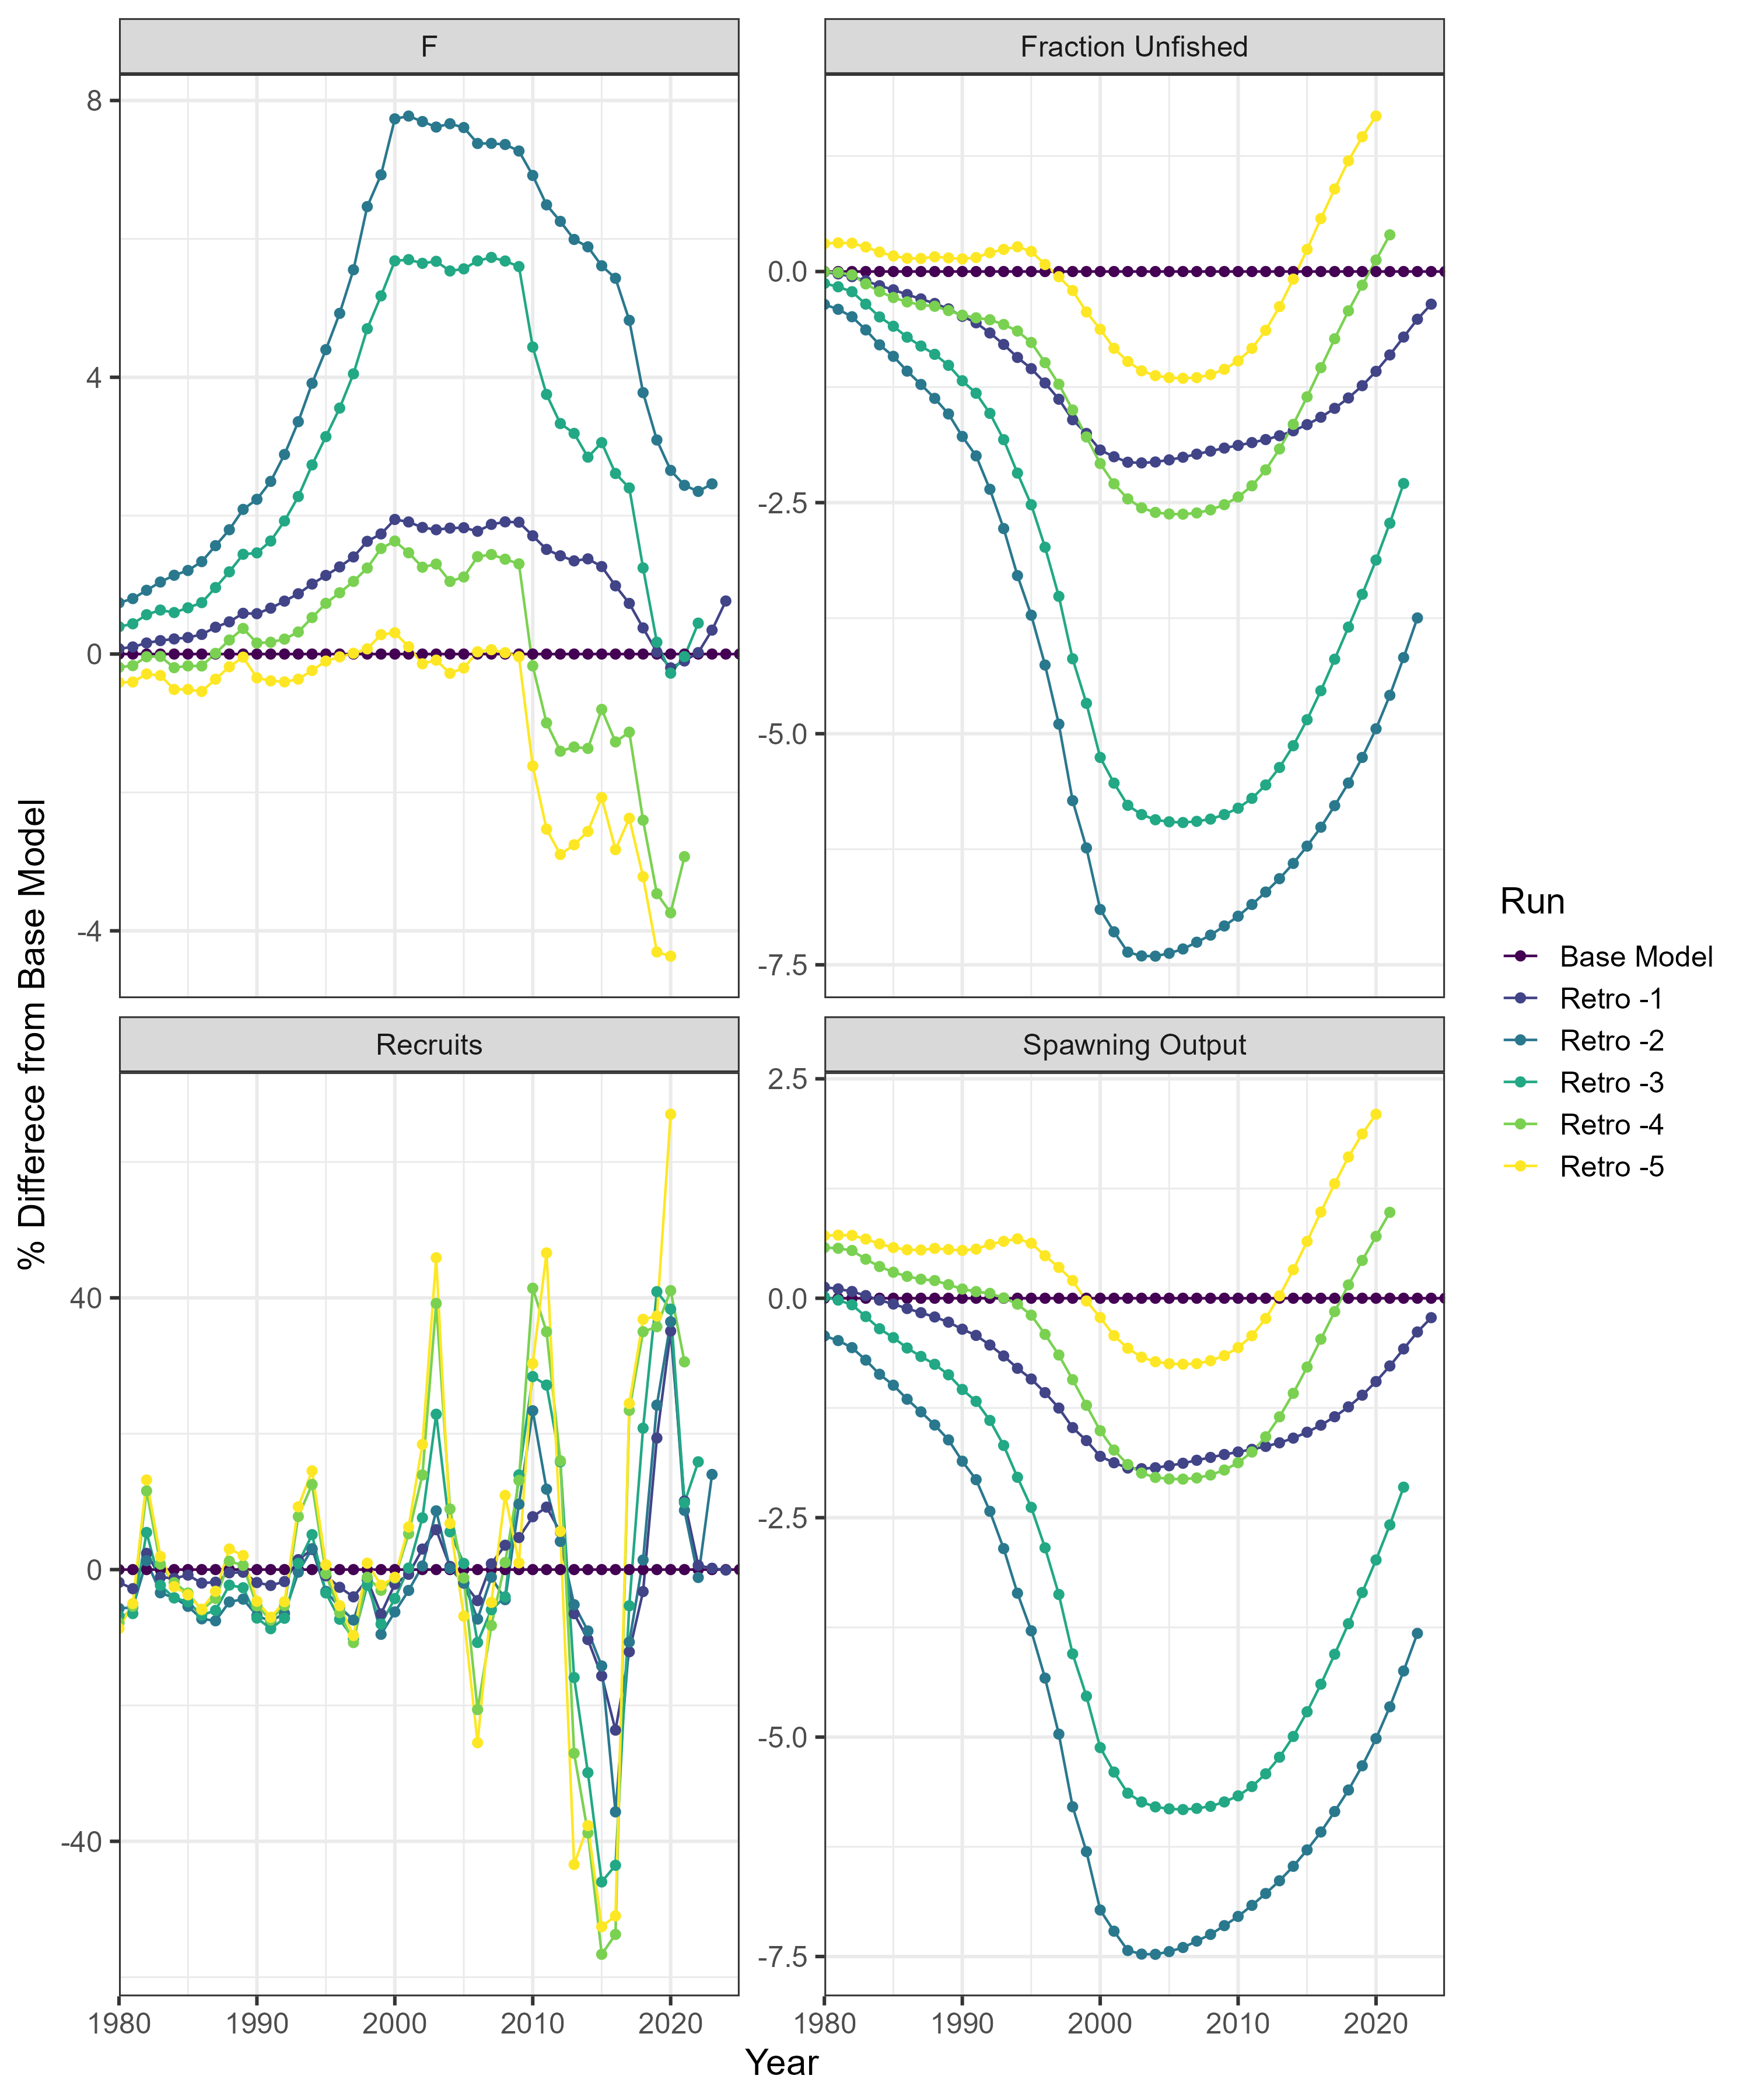 F
Fraction Unfished
8
4
0
-4
0.0
-2.5
-5.0
-7.5
% Differece from Base Model
Recruits
Spawning Output
40
0
-40
2.5
0.0
-2.5
-5.0
-7.5
1980 1990 2000 2010 2020
1980 1990 2000 2010 2020
Year
Run
Base Model
Retro -1
Retro -2
Retro -3
Retro -4
Retro -5